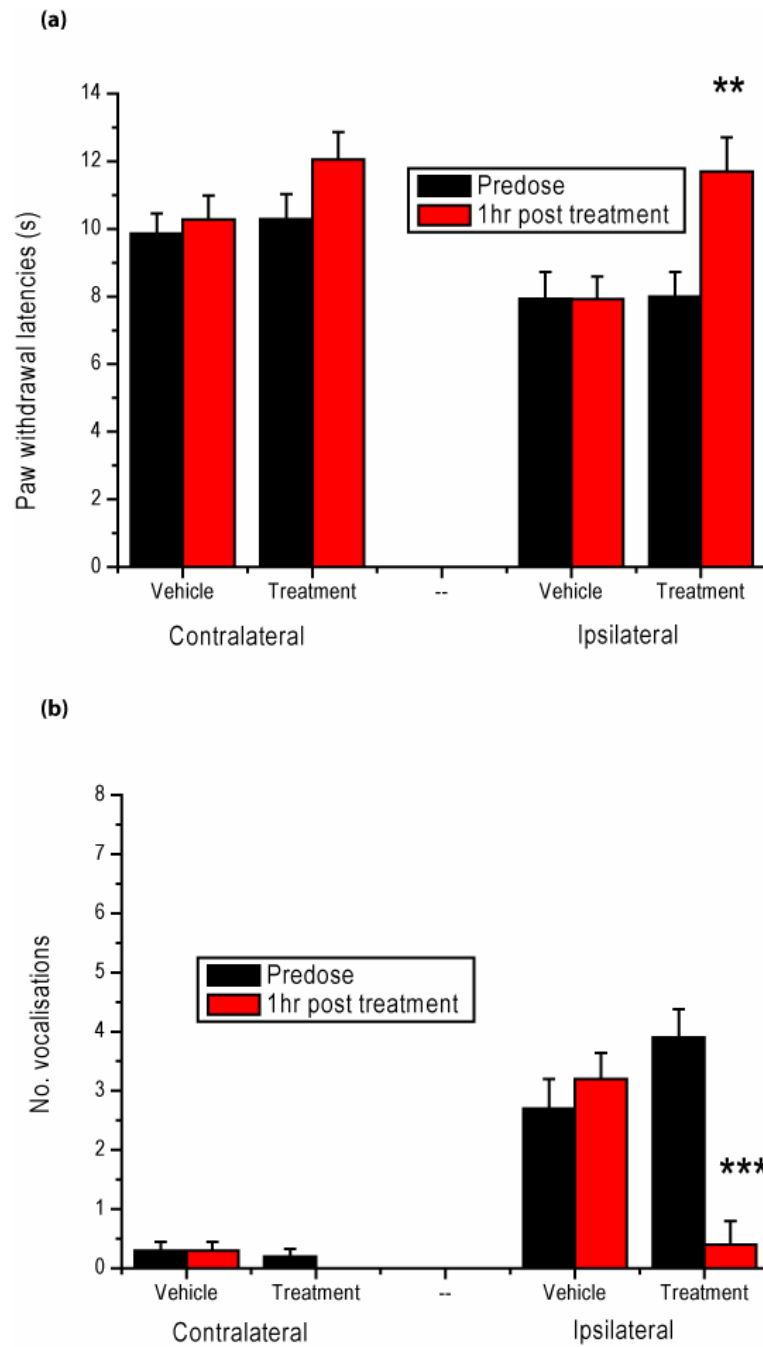 (a)
14
**
12
Predose
1hr post treatment
10
8
6
4
2
0
Paw withdrawal latencies (s)
Vehicle Treatment -- Vehicle Treatment
Contralateral Ipsilateral
(b)
8
7
6
5
Predose
1hr post treatment
4
3
2
***
1
0
No. vocalisations
Vehicle Treatment -- Vehicle Treatment
Contralateral Ipsilateral